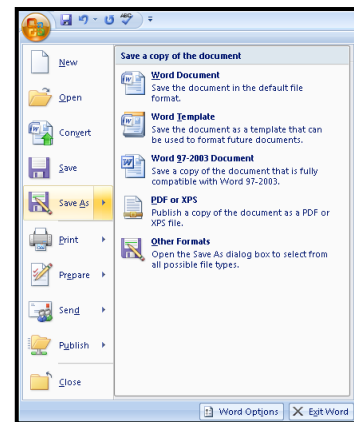 ABC
Save a copy of the document
New
Word Document
Save the document in the default file
format.
Open
Word Template
Save the document as a template that can
be used to format future documents.
Convert
Word 97-2003 Document
Save a copy of the document that is fully
compatible with Word 97-2003.
Save
Save As
PDF or XPS
Publish a copy of the document as a PDF or
XPS file.
Print
Other Formats
Open the Save As dialog box to select from
all possible file types.
Prepare
Send
Publish
Close
Word Options
Exit Word